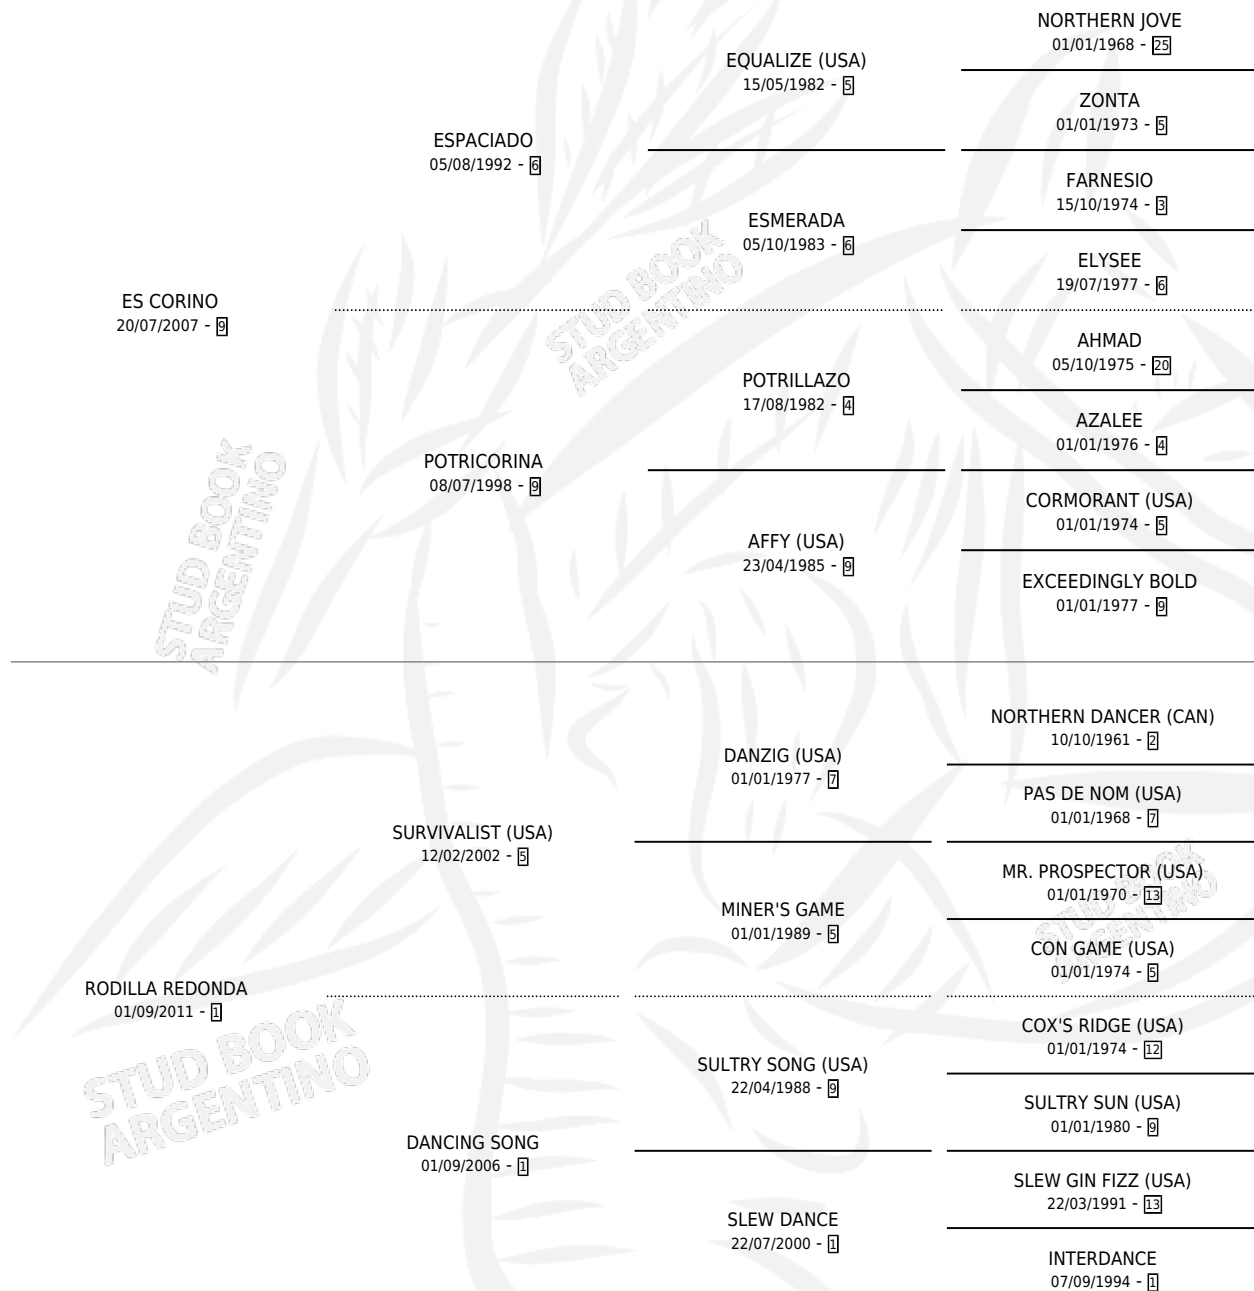 NORTHERN JOVE
01/01/1968 - 25
EQUALIZE (USA)
15/05/1982 - 5
ZONTA
01/01/1973 - 5
ESPACIADO
05/08/1992 - 6
FARNESIO
15/10/1974 - 3
ESMERADA
05/10/1983 - 6
ELYSEE
19/07/1977 - 6
ES CORINO
20/07/2007 - 9
STUD BOOK
ARGENTINO
AHMAD
05/10/1975 - 20
POTRILLAZO
17/08/1982 - 4
AZALEE
01/01/1976 - 4
POTRICORINA
08/07/1998 - 9
CORMORANT (USA)
01/01/1974 - 5
AFFY (USA)
23/04/1985 - 9
EXCEEDINGLY BOLD
01/01/1977 - 9
STUD BOOK
ARGENTINO
NORTHERN DANCER (CAN)
10/10/1961 - 2
DANZIG (USA)
01/01/1977 - 7
PAS DE NOM (USA)
01/01/1968 - 7
SURVIVALIST (USA)
12/02/2002 - 5
MR. PROSPECTOR (USA)
01/01/1970 - 13
MINER'S GAME
01/01/1989 - 5
STUD BOOK
ARGENTINO
CON GAME (USA)
01/01/1974 - 5
RODILLA REDONDA
01/09/2011 - 1
STUD BOOK
ARGENTINO
COX'S RIDGE (USA)
01/01/1974 - 12
SULTRY SONG (USA)
22/04/1988 - 9
SULTRY SUN (USA)
01/01/1980 - 9
DANCING SONG
01/09/2006 - 1
SLEW GIN FIZZ (USA)
22/03/1991 - 13
SLEW DANCE
22/07/2000 - 1
INTERDANCE
07/09/1994 - 1